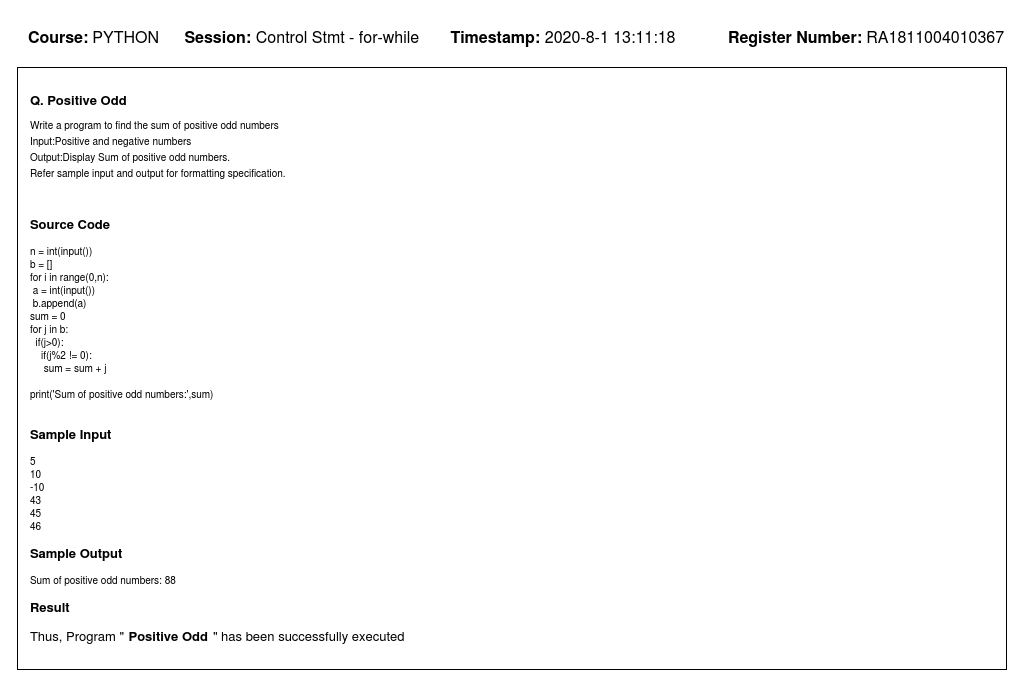 Course: PYTHON Session: Control Stmt - for-while Timestamp: 2020-8-1 13:11:18 Register Number: RA1811004010367
Q. Positive Odd
Write a program to find the sum of positive odd numbers
Input:Positive and negative numbers
Output:Display Sum of positive odd numbers.
Refer sample input and output for formatting specification.
Source Code
n = int(input())
b = []
for i in range(0,n):
 a = int(input())
 b.append(a)
sum = 0
for j in b:
  if(j>0):
    if(j%2 != 0):
     sum = sum + j
print('Sum of positive odd numbers:',sum)
Sample Input
5
10
-10
43
45
46
Sample Output
Sum of positive odd numbers: 88
Result
Thus, Program " Positive Odd " has been successfully executed